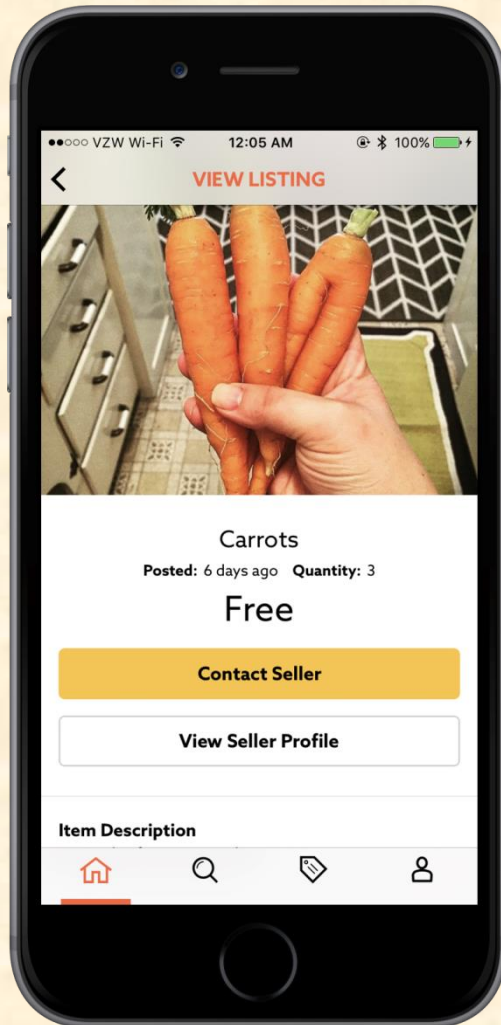 VZW Wi-Fi 12:05 AM 100%
VIEW LISTING
Carrots
Posted: 6 days ago Quantity: 3
Free
Contact Seller
View Seller Profile
Item Description